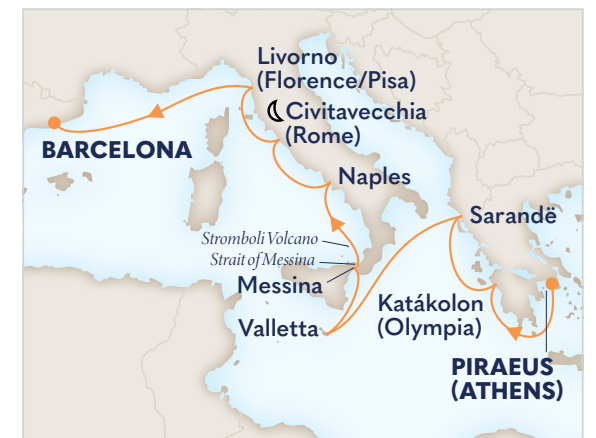 Livorno
(Florence/Pisa)
Civitavecchia
(Rome)
BARCELONA
Naples
Sarandë
Stromboli Volcano
Strait of Messina
Messina
Katákolon
(Olympia)
Valletta
PIRAEUS
(ATHENS)